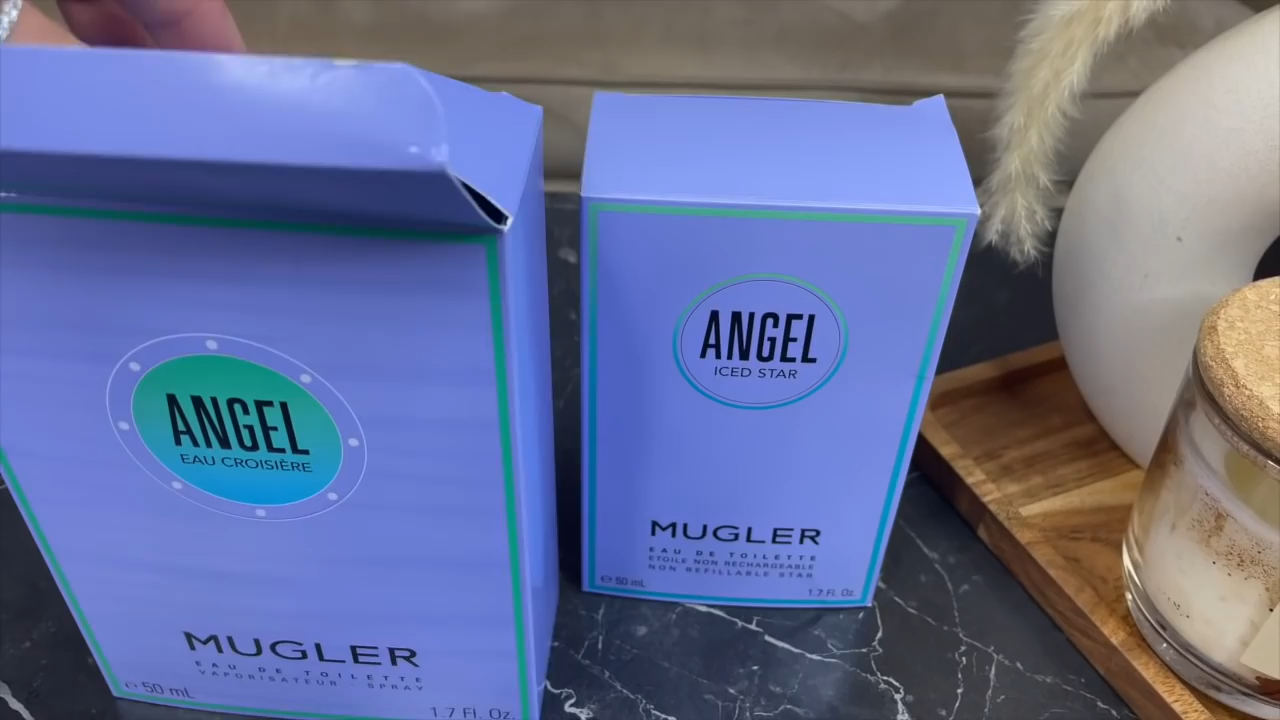 ANGEL
EAU CROISIÈRE
MUGLER
EAU DE TOILETTE
VAPORISATEUR SPRAY
℮ 50 mL
1.7 Fl. Oz.
ANGEL
ICED STAR
MUGLER
EAU DE TOILETTE
ETOILE NON RECHARGEABLE
NON REFILLABLE STAR
℮ 50 mL
1.7 Fl. Oz.